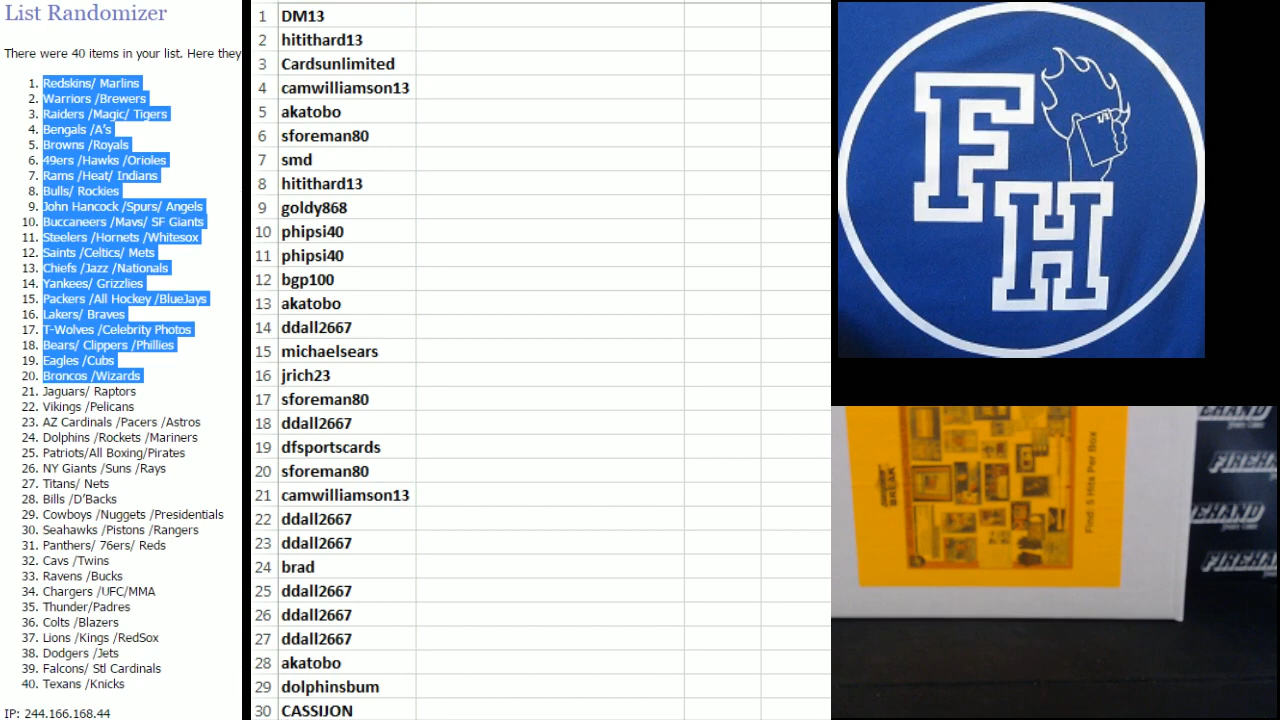 List Randomizer
There were 40 items in your list. Here they
1. Redskins/ Marlins
2. Warriors /Brewers
3. Raiders /Magic/ Tigers
4. Bengals /A's
5. Browns /Royals
6. 49ers /Hawks /Orioles
7. Rams /Heat/ Indians
8. Bulls/ Rockies
9. John Hancock /Spurs/ Angels
10. Buccaneers /Mavs/ SF Giants
11. Steelers /Hornets /Whitesox
12. Saints /Celtics/ Mets
13. Chiefs /Jazz /Nationals
14. Yankees/ Grizzlies
15. Packers /All Hockey /BlueJays
16. Lakers/ Braves
17. T-Wolves /Celebrity Photos
18. Bears/ Clippers /Phillies
19. Eagles /Cubs
20. Broncos /Wizards
21. Jaguars/ Raptors
22. Vikings /Pelicans
23. AZ Cardinals /Pacers /Astros
24. Dolphins /Rockets /Mariners
25. Patriots/All Boxing/Pirates
26. NY Giants /Suns /Rays
27. Titans/ Nets
28. Bills /D'Backs
29. Cowboys /Nuggets /Presidentials
30. Seahawks /Pistons /Rangers
31. Panthers/ 76ers/ Reds
32. Cavs /Twins
33. Ravens /Bucks
34. Chargers /UFC/MMA
35. Thunder/Padres
36. Colts /Blazers
37. Lions /Kings /RedSox
38. Dodgers /Jets
39. Falcons/ Stl Cardinals
40. Texans /Knicks
IP: 244.166.168.44
1 DM13
2 hitithard13
3 Cardsunlimited
4 camwilliamson13
5 akatobo
6 sforeman80
7 smd
8 hitithard13
9 goldy868
10 phipsi40
11 phipsi40
12 bgp100
13 akatobo
14 ddall2667
15 michaelsears
16 jrich23
17 sforeman80
18 ddall2667
19 dfsportscards
20 sforeman80
21 camwilliamson13
22 ddall2667
23 ddall2667
24 brad
25 ddall2667
26 ddall2667
27 ddall2667
28 akatobo
29 dolphinsbum
30 CASSIJON
FH
1/1
BREAK
Find: 5 Hits Per Box
FIREHAND